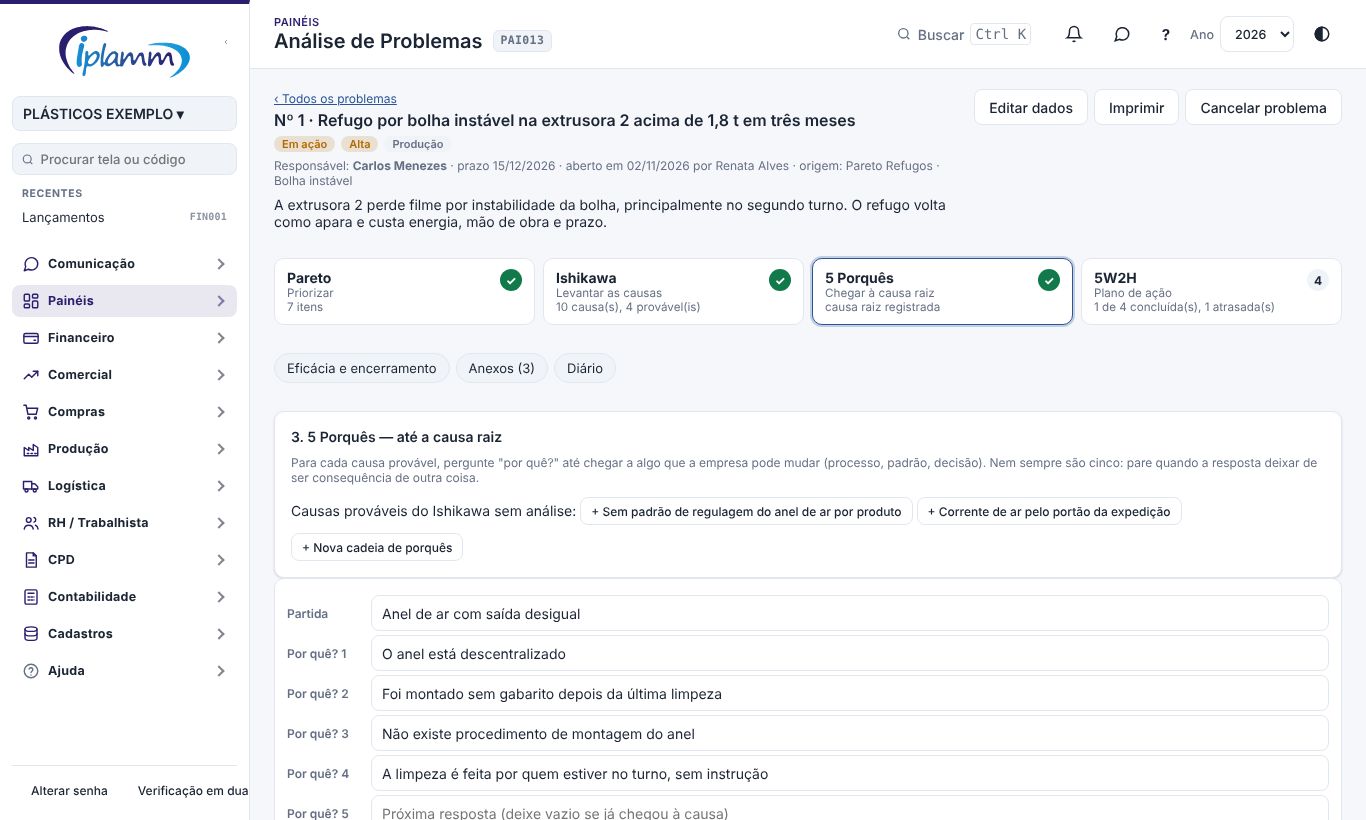 iplamm
‹
PLÁSTICOS EXEMPLO ▾
Procurar tela ou código
RECENTES
Lançamentos FIN001
Comunicação
Painéis
Financeiro
Comercial
Compras
Produção
Logística
RH / Trabalhista
CPD
Contabilidade
Cadastros
Ajuda
Alterar senha Verificação em dua
PAINÉIS
Análise de Problemas PAI013
Buscar Ctrl K ? Ano 2026
‹ Todos os problemas
Nº 1 · Refugo por bolha instável na extrusora 2 acima de 1,8 t em três meses
Em ação Alta Produção
Responsável: Carlos Menezes · prazo 15/12/2026 · aberto em 02/11/2026 por Renata Alves · origem: Pareto Refugos ·
Bolha instável
A extrusora 2 perde filme por instabilidade da bolha, principalmente no segundo turno. O refugo volta
como apara e custa energia, mão de obra e prazo.
Editar dados Imprimir Cancelar problema
Pareto
Priorizar
7 itens
Ishikawa
Levantar as causas
10 causa(s), 4 provável(is)
5 Porquês
Chegar à causa raiz
causa raiz registrada
5W2H 4
Plano de ação
1 de 4 concluída(s), 1 atrasada(s)
Eficácia e encerramento Anexos (3) Diário
3. 5 Porquês — até a causa raiz
Para cada causa provável, pergunte "por quê?" até chegar a algo que a empresa pode mudar (processo, padrão, decisão). Nem sempre são cinco: pare quando a resposta deixar de
ser consequência de outra coisa.
Causas prováveis do Ishikawa sem análise: + Sem padrão de regulagem do anel de ar por produto + Corrente de ar pelo portão da expedição
+ Nova cadeia de porquês
Partida Anel de ar com saída desigual
Por quê? 1 O anel está descentralizado
Por quê? 2 Foi montado sem gabarito depois da última limpeza
Por quê? 3 Não existe procedimento de montagem do anel
Por quê? 4 A limpeza é feita por quem estiver no turno, sem instrução
Por quê? 5 Próxima resposta (deixe vazio se já chegou à causa)